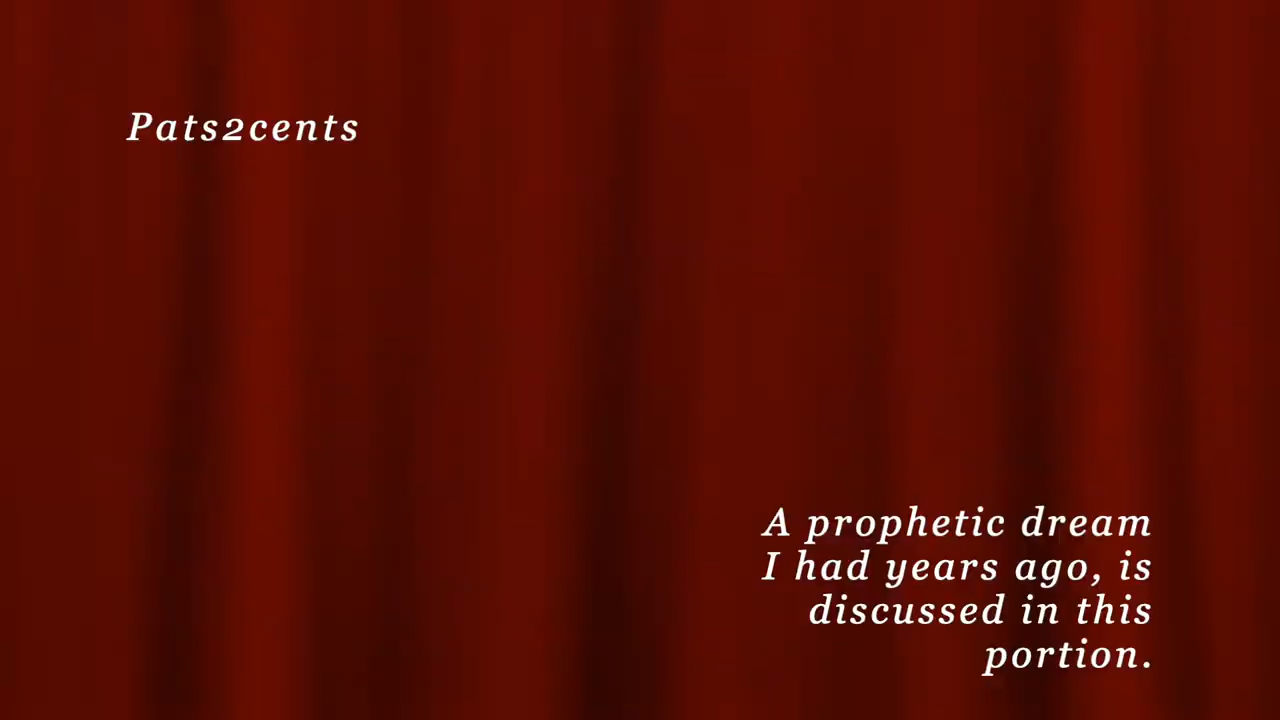 Pats2cents
A prophetic dream
I had years ago, is
discussed in this
portion.